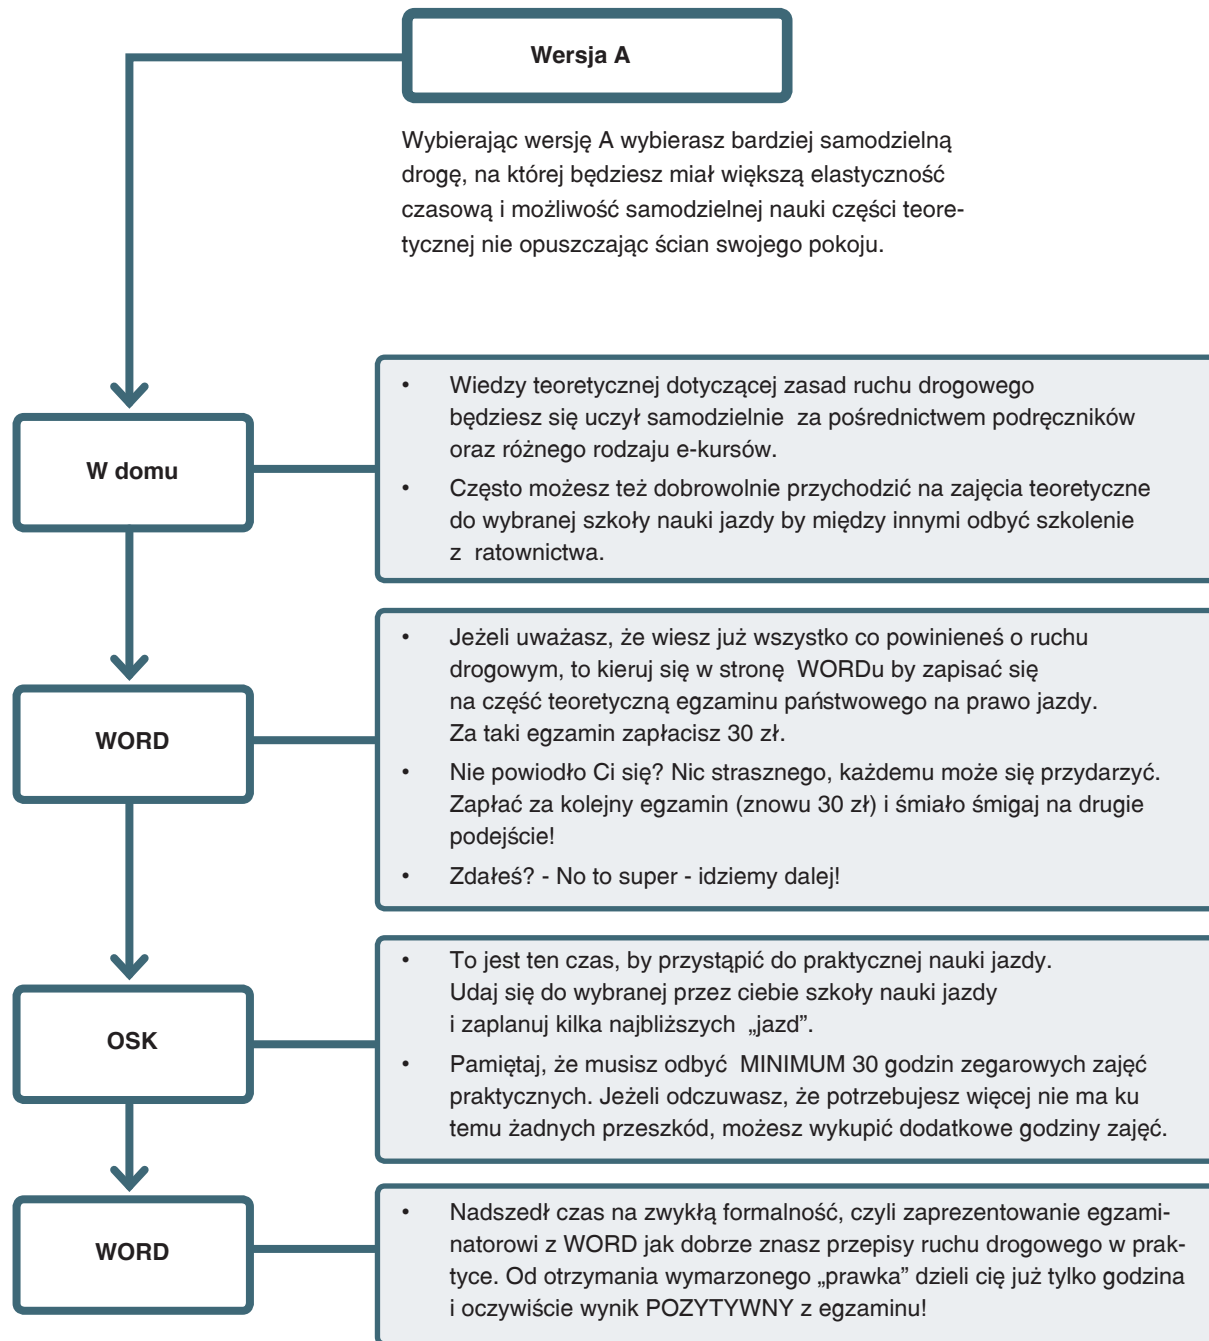 Wersja A
Wybierając wersję A wybierasz bardziej samodzielną
drogę, na której będziesz miał większą elastyczność
czasową i możliwość samodzielnej nauki części teore-
tycznej nie opuszczając ścian swojego pokoju.
W domu
• Wiedzy teoretycznej dotyczącej zasad ruchu drogowego
będziesz się uczył samodzielnie za pośrednictwem podręczników
oraz różnego rodzaju e-kursów.
• Często możesz też dobrowolnie przychodzić na zajęcia teoretyczne
do wybranej szkoły nauki jazdy by między innymi odbyć szkolenie
z ratownictwa.
WORD
• Jeżeli uważasz, że wiesz już wszystko co powinieneś o ruchu
drogowym, to kieruj się w stronę WORDu by zapisać się
na część teoretyczną egzaminu państwowego na prawo jazdy.
Za taki egzamin zapłacisz 30 zł.
• Nie powiodło Ci się? Nic strasznego, każdemu może się przydarzyć.
Zapłać za kolejny egzamin (znowu 30 zł) i śmiało śmigaj na drugie
podejście!
• Zdałeś? - No to super - idziemy dalej!
OSK
• To jest ten czas, by przystąpić do praktycznej nauki jazdy.
Udaj się do wybranej przez ciebie szkoły nauki jazdy
i zaplanuj kilka najbliższych „jazd”.
• Pamiętaj, że musisz odbyć MINIMUM 30 godzin zegarowych zajęć
praktycznych. Jeżeli odczuwasz, że potrzebujesz więcej nie ma ku
temu żadnych przeszkód, możesz wykupić dodatkowe godziny zajęć.
WORD
• Nadszedł czas na zwykłą formalność, czyli zaprezentowanie egzami-
natorowi z WORD jak dobrze znasz przepisy ruchu drogowego w prak-
tyce. Od otrzymania wymarzonego „prawka” dzieli cię już tylko godzina
i oczywiście wynik POZYTYWNY z egzaminu!